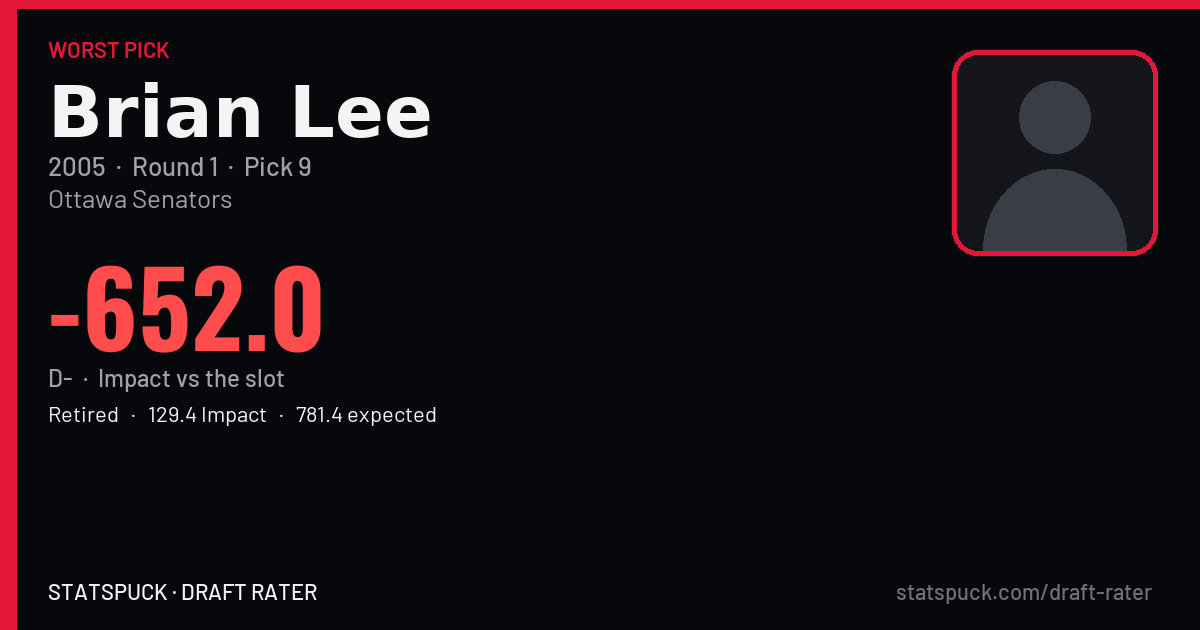 WORST PICK
Brian Lee
2005 · Round 1 · Pick 9
Ottawa Senators
-652.0
D- · Impact vs the slot
Retired · 129.4 Impact · 781.4 expected
STATSPUCK · DRAFT RATER
statspuck.com/draft-rater